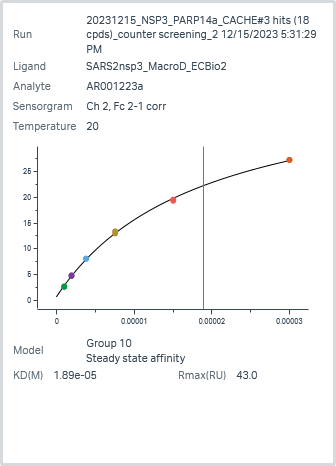 Run 20231215_NSP3_PARP14a_CACHE#3 hits (18
cpds)_counter screening_2 12/15/2023 5:31:29
PM
Ligand SARS2nsp3_MacroD_ECBio2
Analyte AR001223a
Sensorgram Ch 2, Fc 2-1 corr
Temperature 20
25
20
15
10
5
0
0 0.00001 0.00002 0.00003
Model Group 10
Steady state affinity
KD(M) 1.89e-05 Rmax(RU) 43.0